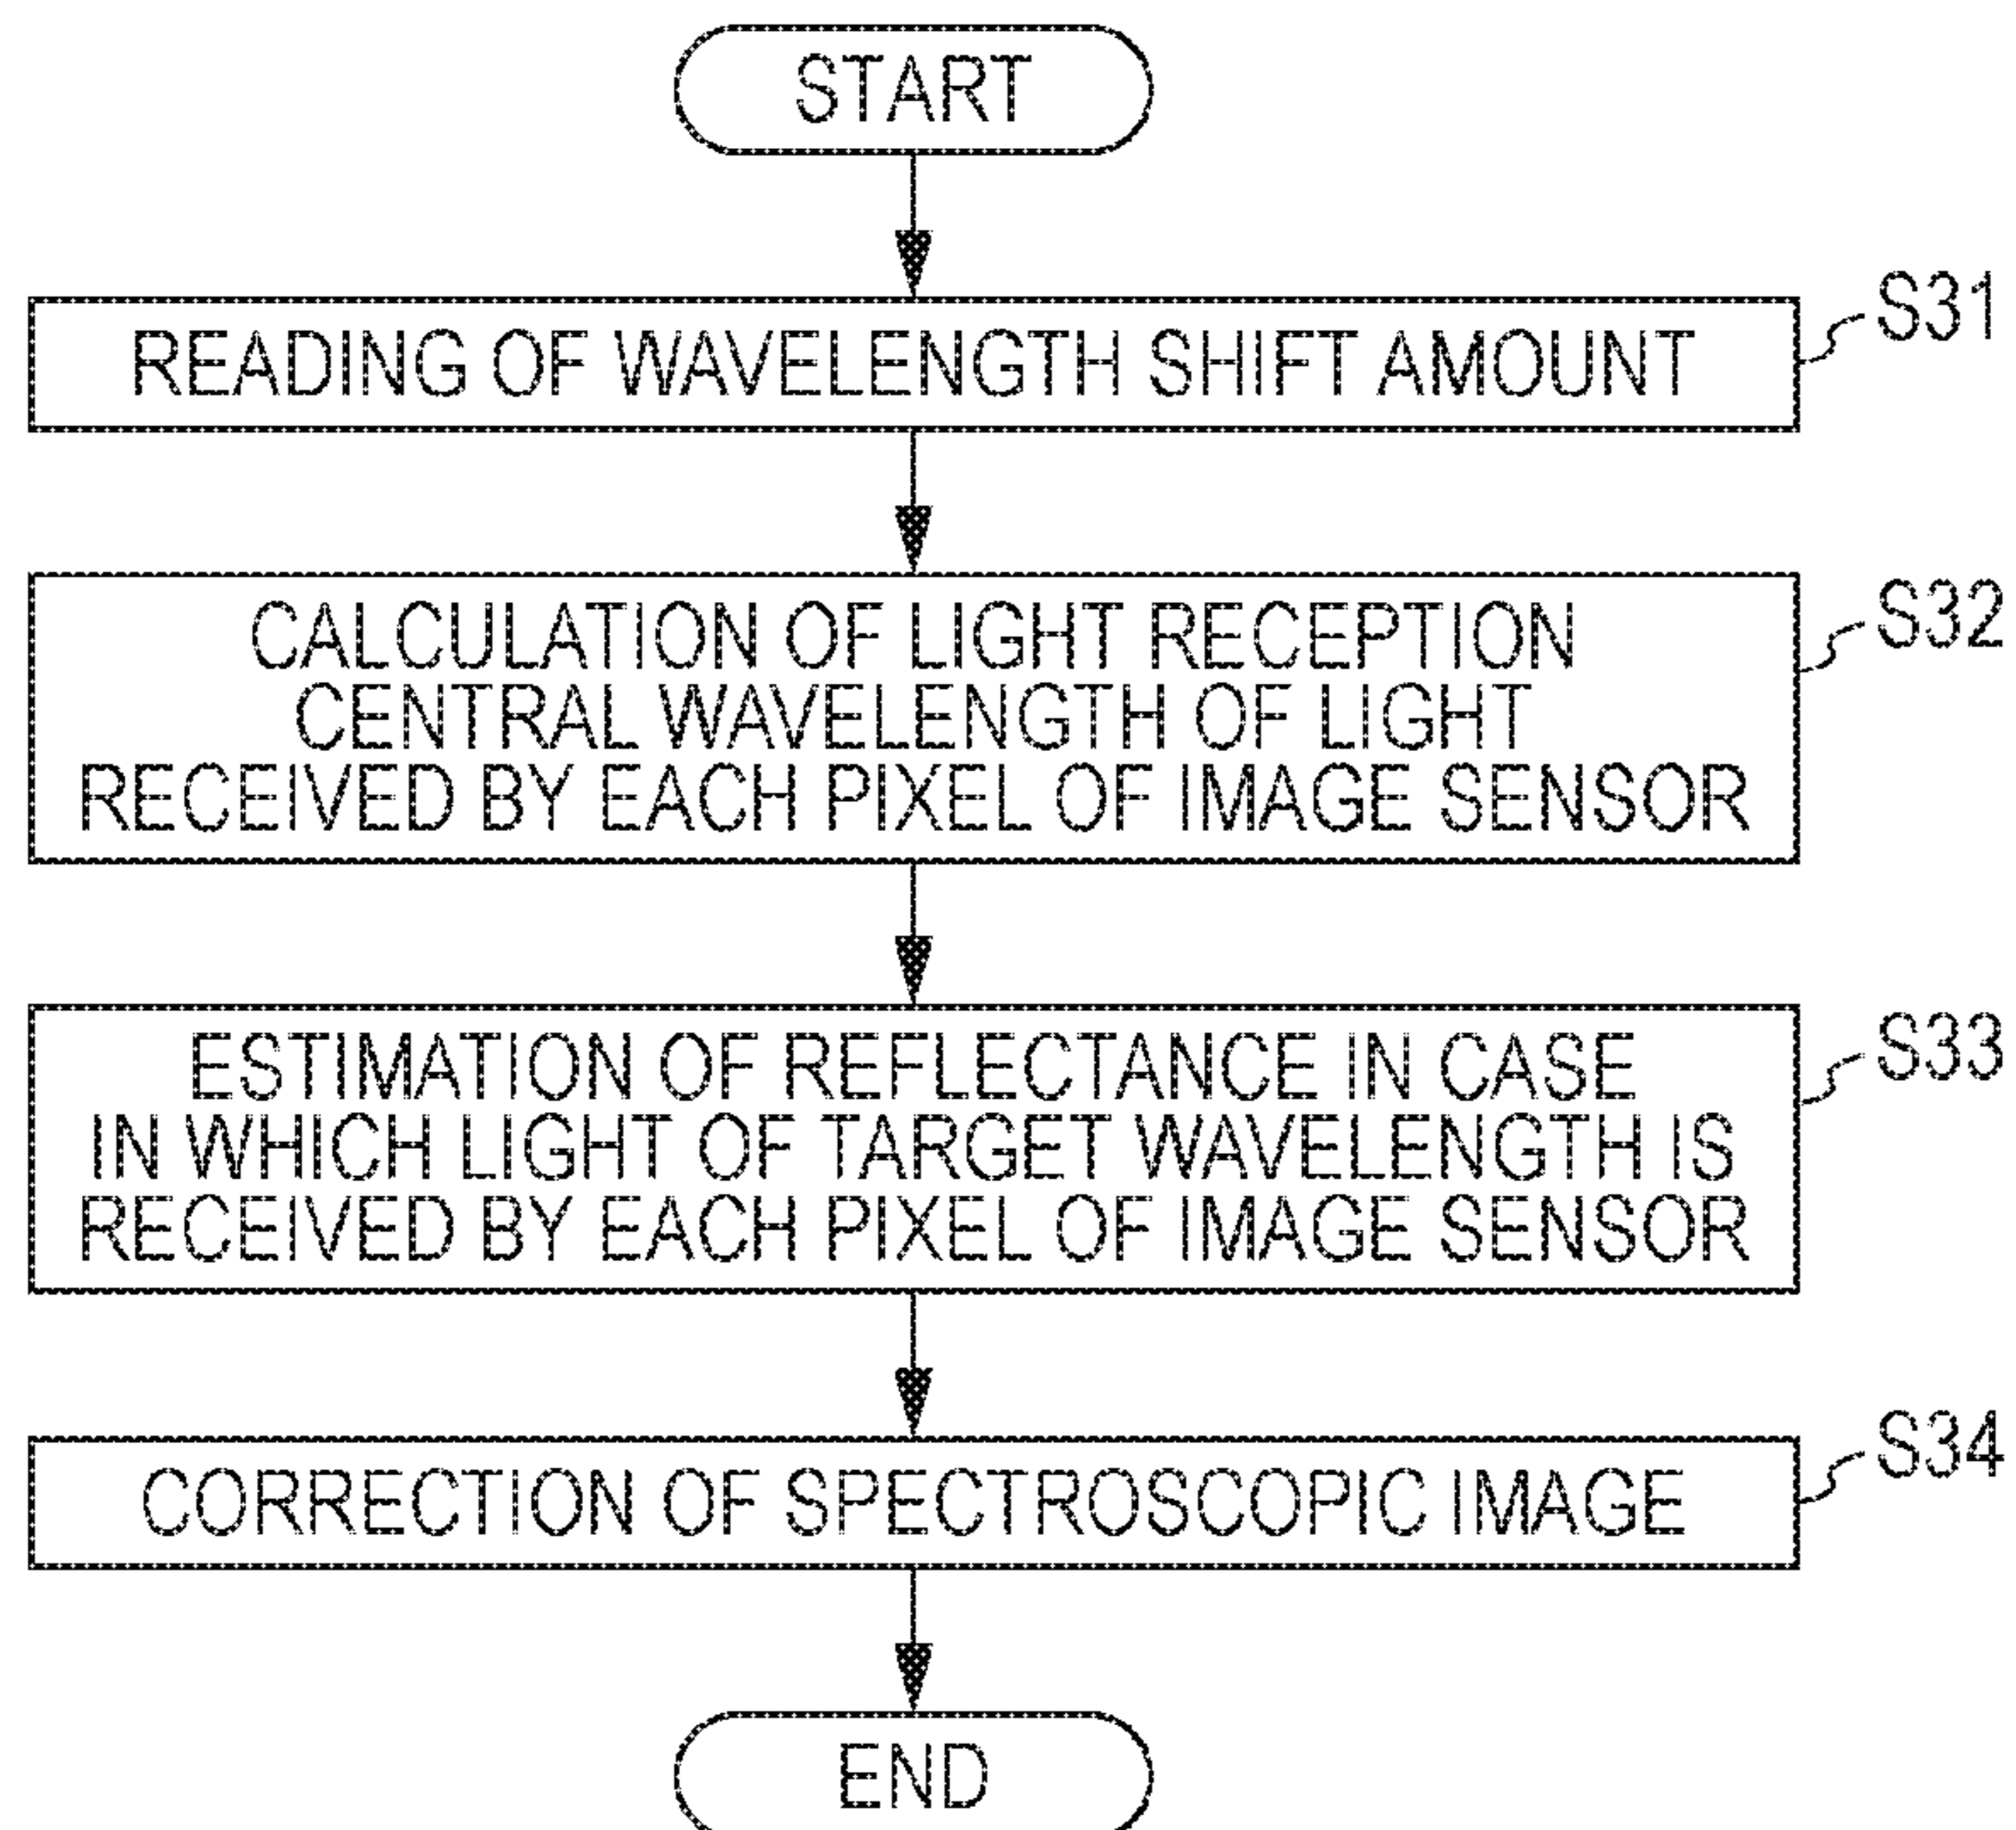 START
READING OF WAVELENGTH SHIFT AMOUNT
S31
CALCULATION OF LIGHT RECEPTION
CENTRAL WAVELENGTH OF LIGHT
RECEIVED BY EACH PIXEL OF IMAGE SENSOR
S32
ESTIMATION OF REFLECTANCE IN CASE
IN WHICH LIGHT OF TARGET WAVELENGTH IS
RECEIVED BY EACH PIXEL OF IMAGE SENSOR
S33
CORRECTION OF SPECTROSCOPIC IMAGE
S34
END